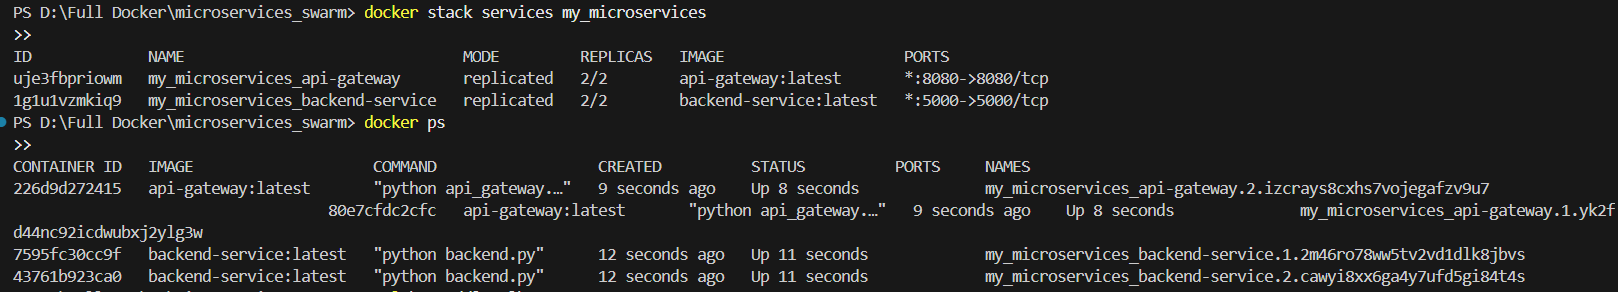 PS D:\Full Docker\microservices_swarm> docker stack services my_microservices
>>
ID NAME MODE REPLICAS IMAGE PORTS
uje3fbpriowm my_microservices_api-gateway replicated 2/2 api-gateway:latest *:8080->8080/tcp
1g1u1vzmkiq9 my_microservices_backend-service replicated 2/2 backend-service:latest *:5000->5000/tcp
PS D:\Full Docker\microservices_swarm> docker ps
>>
CONTAINER ID IMAGE COMMAND CREATED STATUS PORTS NAMES
226d9d272415 api-gateway:latest "python api_gateway.…" 9 seconds ago Up 8 seconds my_microservices_api-gateway.2.izcrays8cxhs7vojegafzv9u7
80e7cfdc2cfc api-gateway:latest "python api_gateway.…" 9 seconds ago Up 8 seconds my_microservices_api-gateway.1.yk2f
d44nc92icdwubxj2ylg3w
7595fc30cc9f backend-service:latest "python backend.py" 12 seconds ago Up 11 seconds my_microservices_backend-service.1.2m46ro78ww5tv2vd1dlk8jbvs
43761b923ca0 backend-service:latest "python backend.py" 12 seconds ago Up 11 seconds my_microservices_backend-service.2.cawyi8xx6ga4y7ufd5gi84t4s